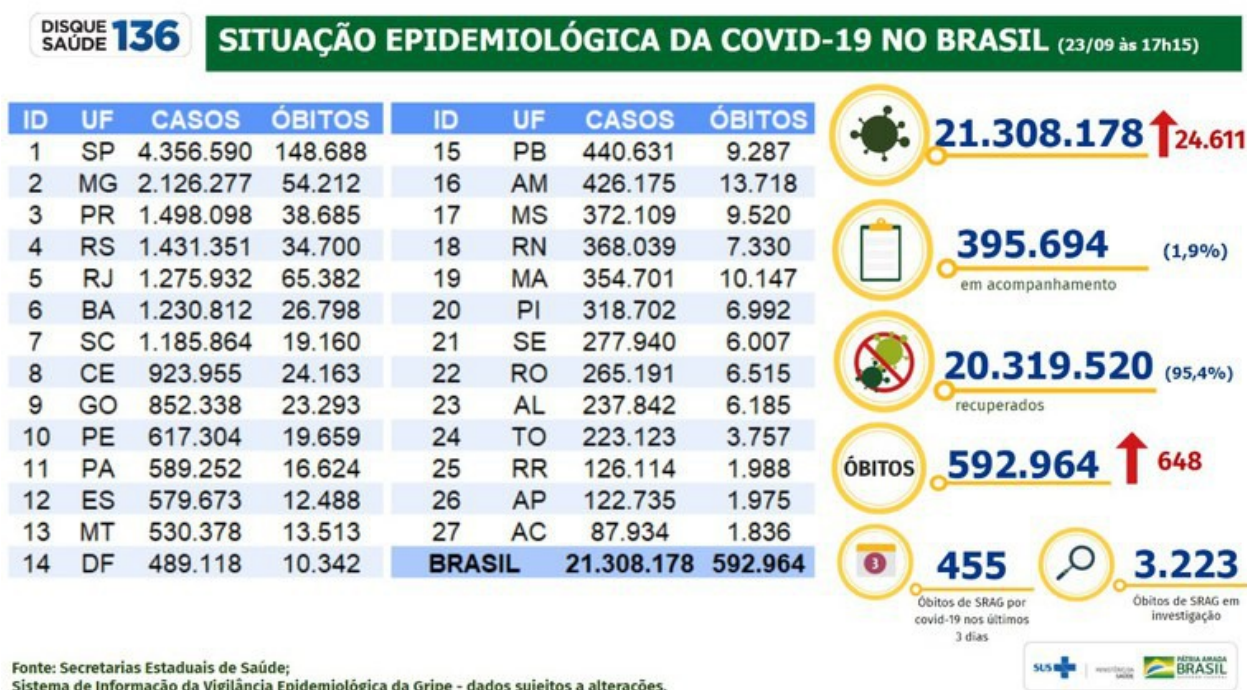 DISQUE SAÚDE 136
SITUAÇÃO EPIDEMIOLÓGICA DA COVID-19 NO BRASIL (23/09 às 17h15)
ID UF CASOS ÓBITOS ID UF CASOS ÓBITOS
1 SP 4.356.590 148.688 15 PB 440.631 9.287
2 MG 2.126.277 54.212 16 AM 426.175 13.718
3 PR 1.498.098 38.685 17 MS 372.109 9.520
4 RS 1.431.351 34.700 18 RN 368.039 7.330
5 RJ 1.275.932 65.382 19 MA 354.701 10.147
6 BA 1.230.812 26.798 20 PI 318.702 6.992
7 SC 1.185.864 19.160 21 SE 277.940 6.007
8 CE 923.955 24.163 22 RO 265.191 6.515
9 GO 852.338 23.293 23 AL 237.842 6.185
10 PE 617.304 19.659 24 TO 223.123 3.757
11 PA 589.252 16.624 25 RR 126.114 1.988
12 ES 579.673 12.488 26 AP 122.735 1.975
13 MT 530.378 13.513 27 AC 87.934 1.836
14 DF 489.118 10.342 BRASIL 21.308.178 592.964
21.308.178 24.611
395.694 (1,9%)
em acompanhamento
20.319.520 (95,4%)
recuperados
ÓBITOS 592.964. 648
3
455
Óbitos de SRAG por
covid-19 nos últimos
3 dias
3.223
Óbitos de SRAG em
investigação
Fonte: Secretarias Estaduais de Saúde;
Sistema de Informação da Vigilância Epidemiológica da Gripe - dados sujeitos a alterações.
SUS
PÁTRIA AMADA
BRASIL